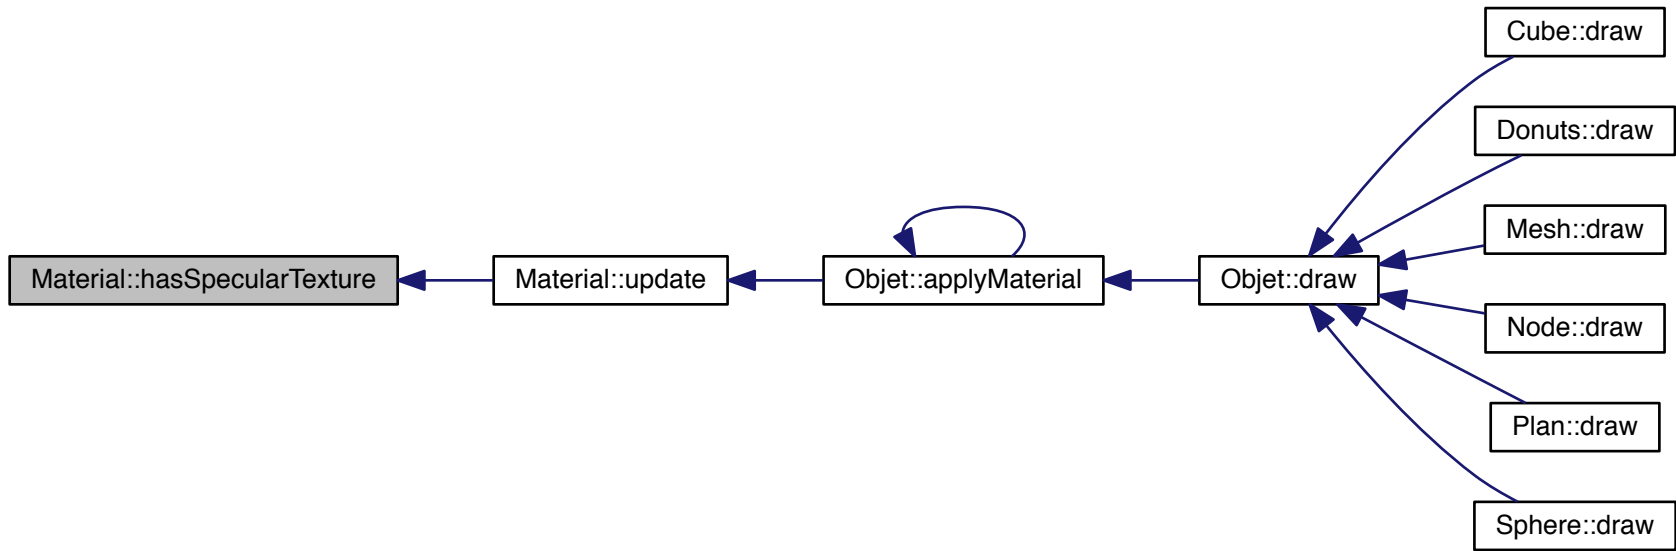 Cube::draw
Donuts::draw
Mesh::draw
Material::hasSpecularTexture
Material::update
Objet::applyMaterial
Objet::draw
Node::draw
Plan::draw
Sphere::draw